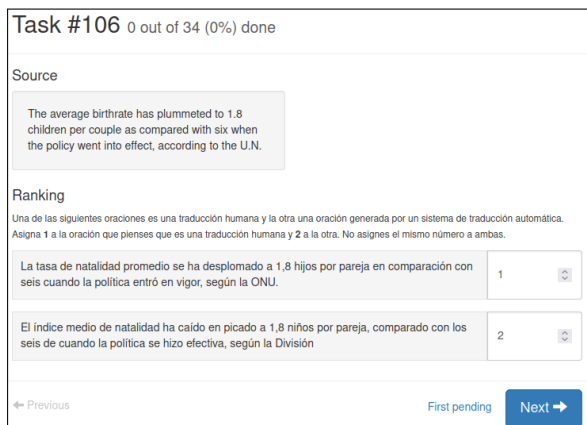 Task #106 0 out of 34 (0%) done
Source
The average birthrate has plummeted to 1.8
children per couple as compared with six when
the policy went into effect, according to the U.N.
Ranking
Una de las siguientes oraciones es una traducción humana y la otra una oración generada por un sistema de traducción automática.
Asigna 1 a la oración que pienses que es una traducción humana y 2 a la otra. No asignes el mismo número a ambas.
La tasa de natalidad promedio se ha desplomado a 1,8 hijos por pareja en comparación con
seis cuando la política entró en vigor, según la ONU.
1
El índice medio de natalidad ha caído en picado a 1,8 niños por pareja, comparado con los
seis de cuando la política se hizo efectiva, según la División
2
← Previous First pending Next →